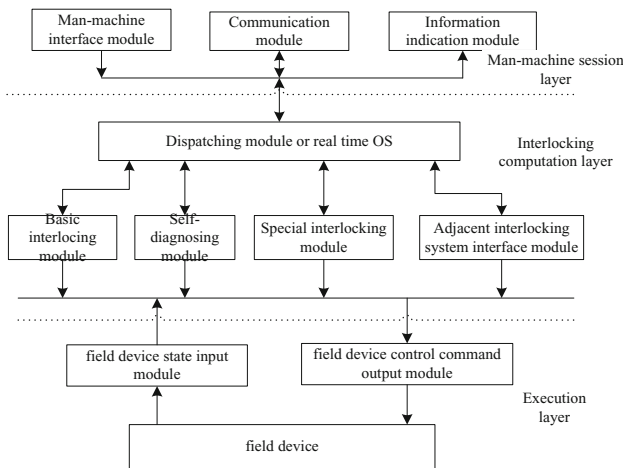 Man-machine
interface module
Communication
module
Information
indication module
Man-machine session
layer
Dispatching module or real time OS
Interlocking
computation layer
Basic
interlocing
module
Self-
diagnosing
module
Special interlocking
module
Adjacent interlocking
system interface module
field device state input
module
field device control command
output module
Execution
layer
field device